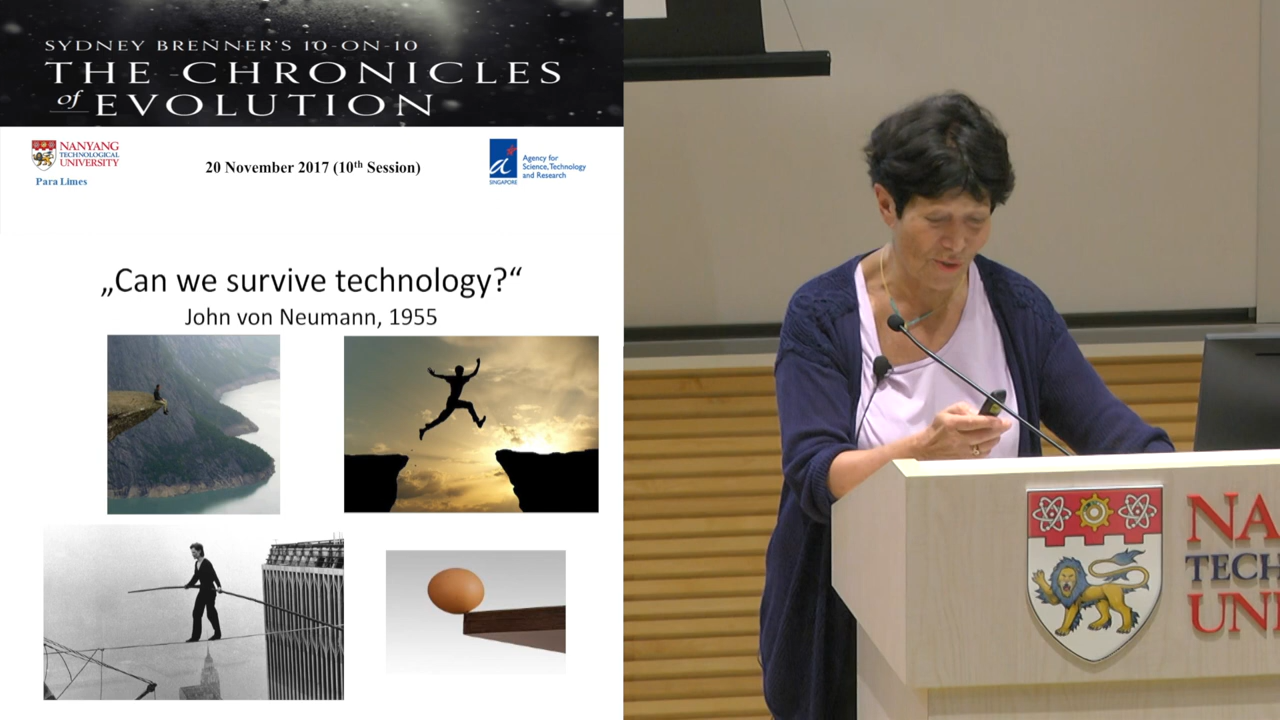 SYDNEY BRENNER'S 10-ON-10
THE CHRONICLES
of EVOLUTION
NANYANG
TECHNOLOGICAL
UNIVERSITY
Para Limes
20 November 2017 (10th Session)
Agency for
Science, Technology
and Research
SINGAPORE
„Can we survive technology?“
John von Neumann, 1955
NA
TECH
UNI